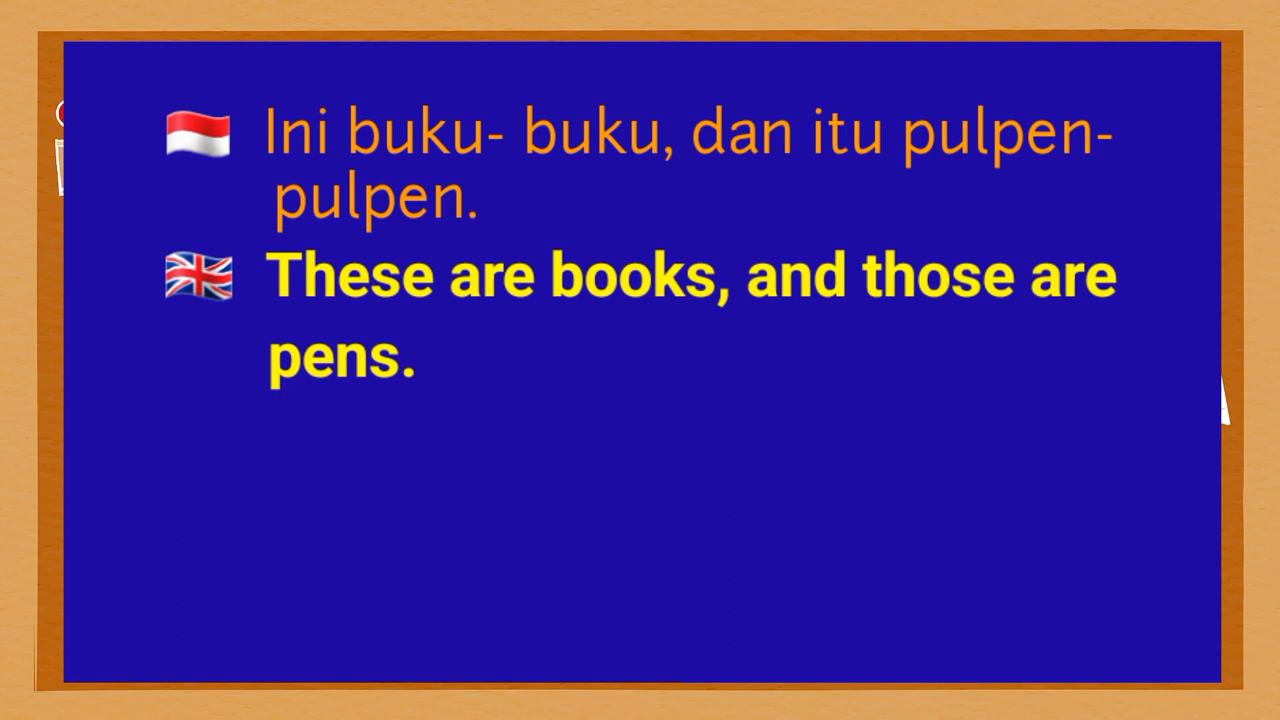 Ini buku- buku, dan itu pulpen-
pulpen.
These are books, and those are
pens.